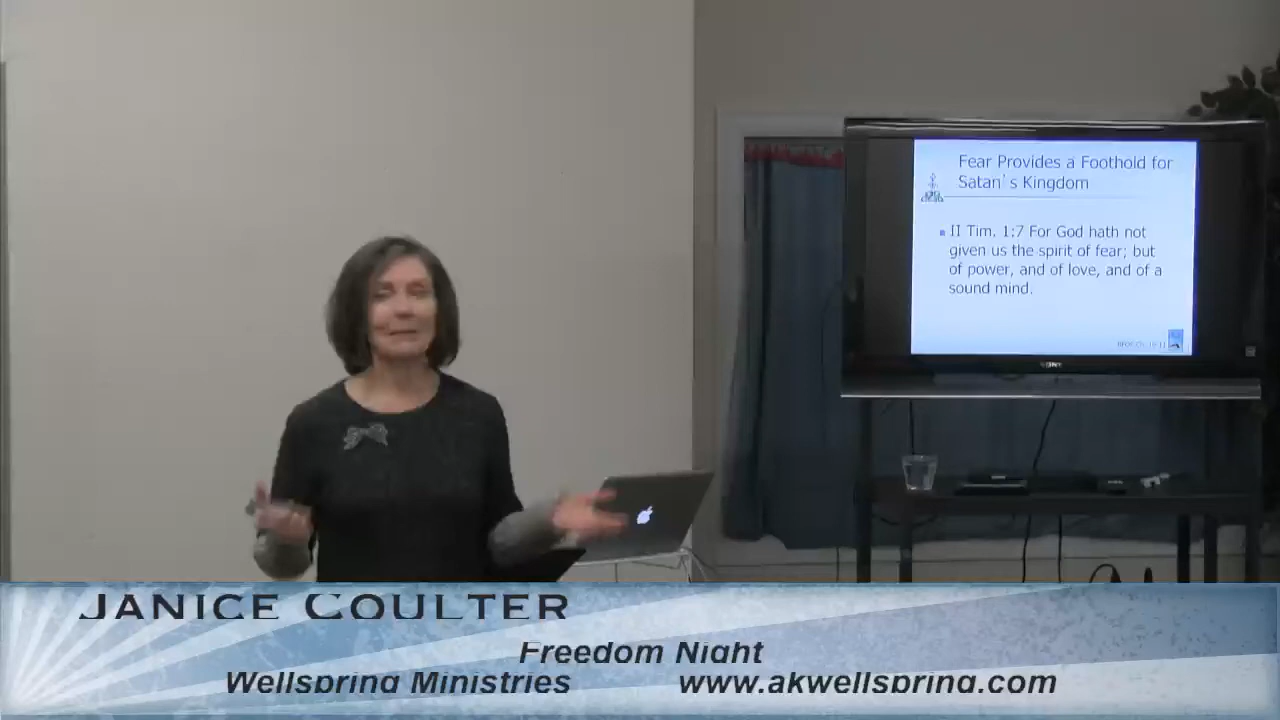 Fear Provides a Foothold for
Satan's Kingdom
II Tim. 1:7 For God hath not
given us the spirit of fear; but
of power, and of love, and of a
sound mind.
JANICE COULTER
Freedom Night
Wellspring Ministries www.akwellspring.com